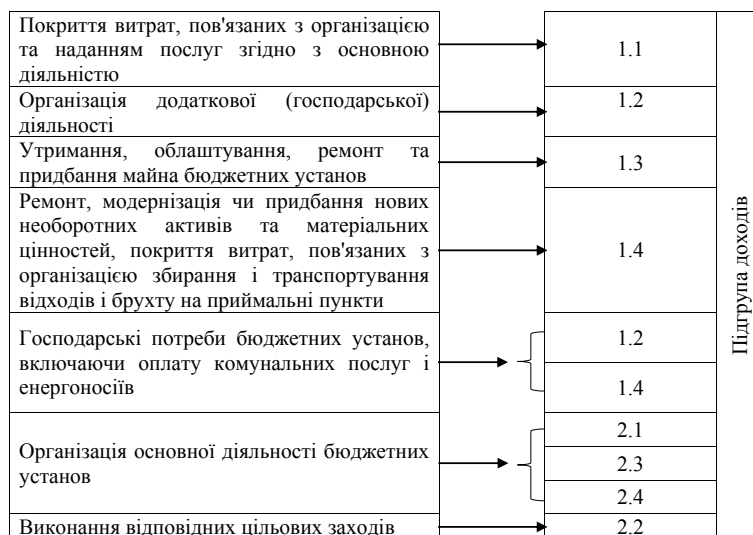 Покриття витрат, пов'язаних з організацією
та наданням послуг згідно з основною
діяльністю
1.1
Організація додаткової (господарської)
діяльності
1.2
Утримання, облаштування, ремонт та
придбання майна бюджетних установ
1.3
Ремонт, модернізація чи придбання нових
необоротних активів та матеріальних
цінностей, покриття витрат, пов'язаних з
організацією збирання і транспортування
відходів і брухту на приймальні пункти
1.4
Господарські потреби бюджетних установ,
включаючи оплату комунальних послуг і
енергоносіїв
1.2
1.4
Організація основної діяльності бюджетних
установ
2.1
2.3
2.4
Виконання відповідних цільових заходів
2.2
Підгрупа доходів